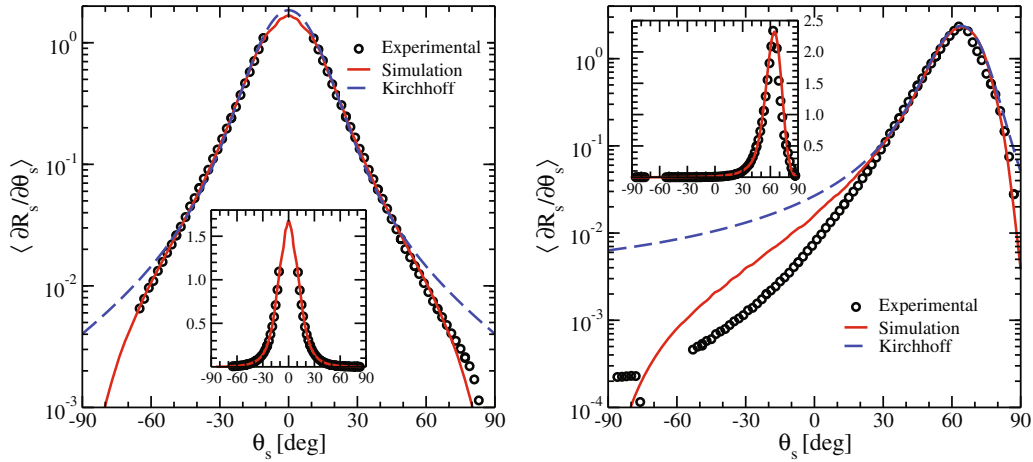 10^0
10^-1
10^-2
10^-3
⟨ ∂R_s/∂θ_s ⟩
-90 -60 -30 0 30 60 90
θ_s [deg]
Experimental
Simulation
Kirchhoff
1.5
1.0
0.5
-90 -60 -30 0 30 60 90
10^0
10^-1
10^-2
10^-3
10^-4
⟨ ∂R_s/∂θ_s ⟩
-90 -60 -30 0 30 60 90
θ_s [deg]
2.5
2.0
1.5
1.0
0.5
-90 -60 -30 0 30 60 90
Experimental
Simulation
Kirchhoff